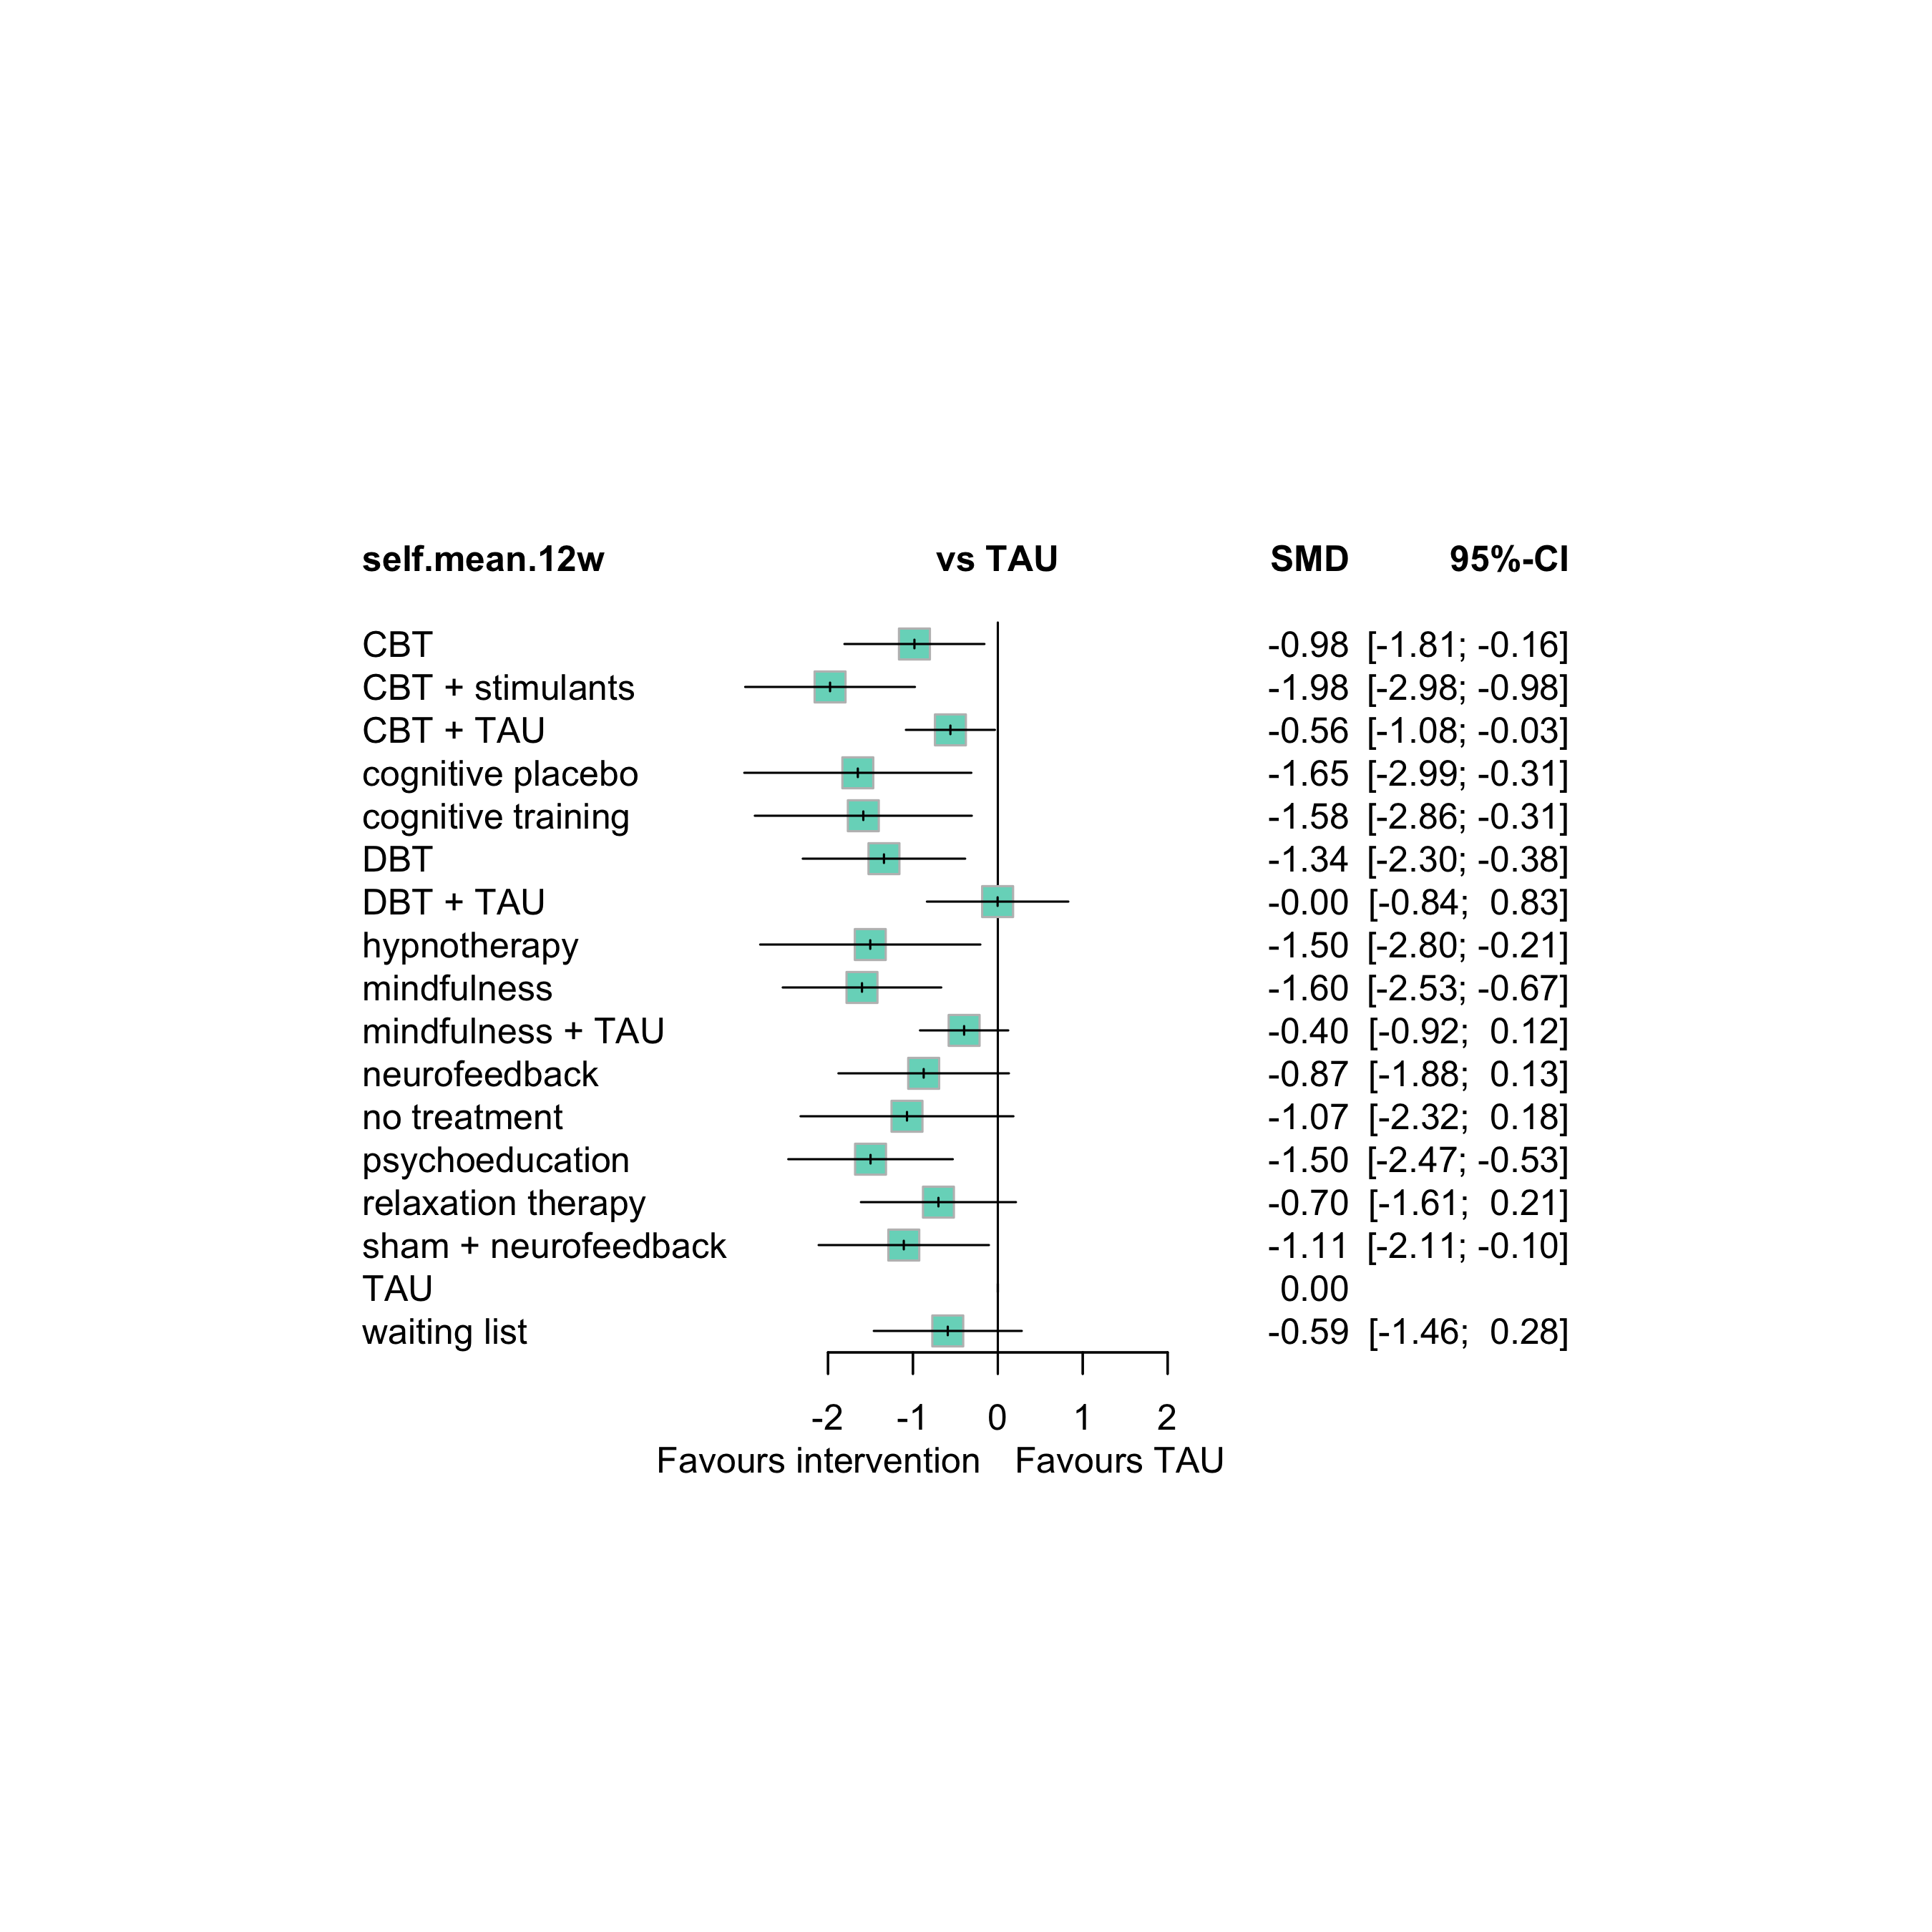 self.mean.12w vs TAU SMD 95%-CI
CBT -0.98 [-1.81; -0.16]
CBT + stimulants -1.98 [-2.98; -0.98]
CBT + TAU -0.56 [-1.08; -0.03]
cognitive placebo -1.65 [-2.99; -0.31]
cognitive training -1.58 [-2.86; -0.31]
DBT -1.34 [-2.30; -0.38]
DBT + TAU -0.00 [-0.84; 0.83]
hypnotherapy -1.50 [-2.80; -0.21]
mindfulness -1.60 [-2.53; -0.67]
mindfulness + TAU -0.40 [-0.92; 0.12]
neurofeedback -0.87 [-1.88; 0.13]
no treatment -1.07 [-2.32; 0.18]
psychoeducation -1.50 [-2.47; -0.53]
relaxation therapy -0.70 [-1.61; 0.21]
sham + neurofeedback -1.11 [-2.11; -0.10]
TAU 0.00
waiting list -0.59 [-1.46; 0.28]
-2 -1 0 1 2
Favours intervention Favours TAU